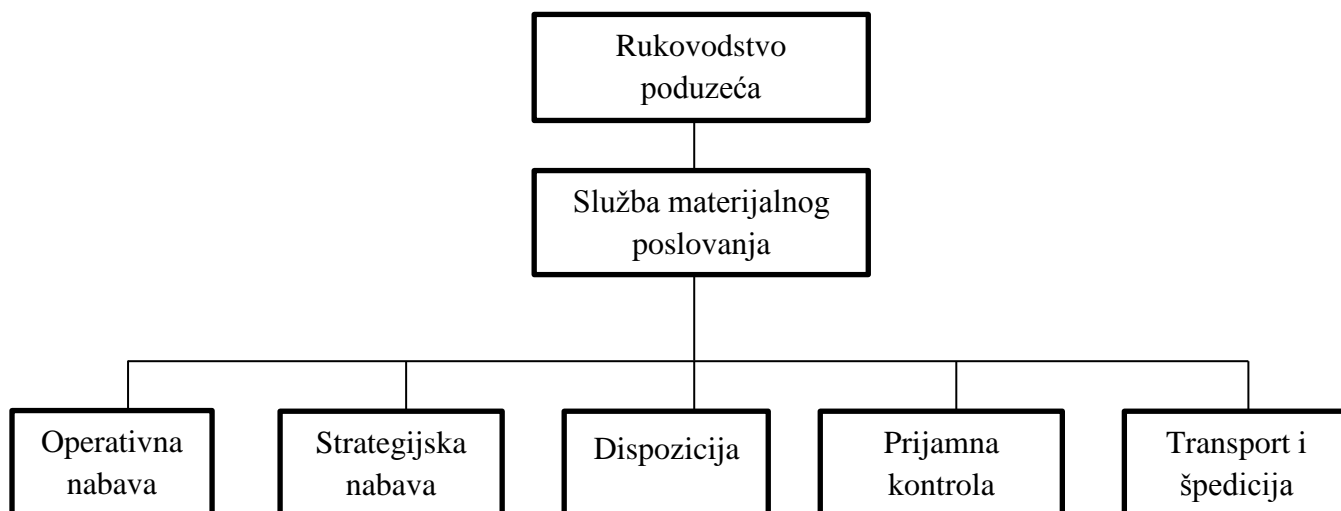 Rukovodstvo
poduzeća
Služba materijalnog
poslovanja
Operativna
nabava
Strategijska
nabava
Dispozicija
Prijamna
kontrola
Transport i
špedicija